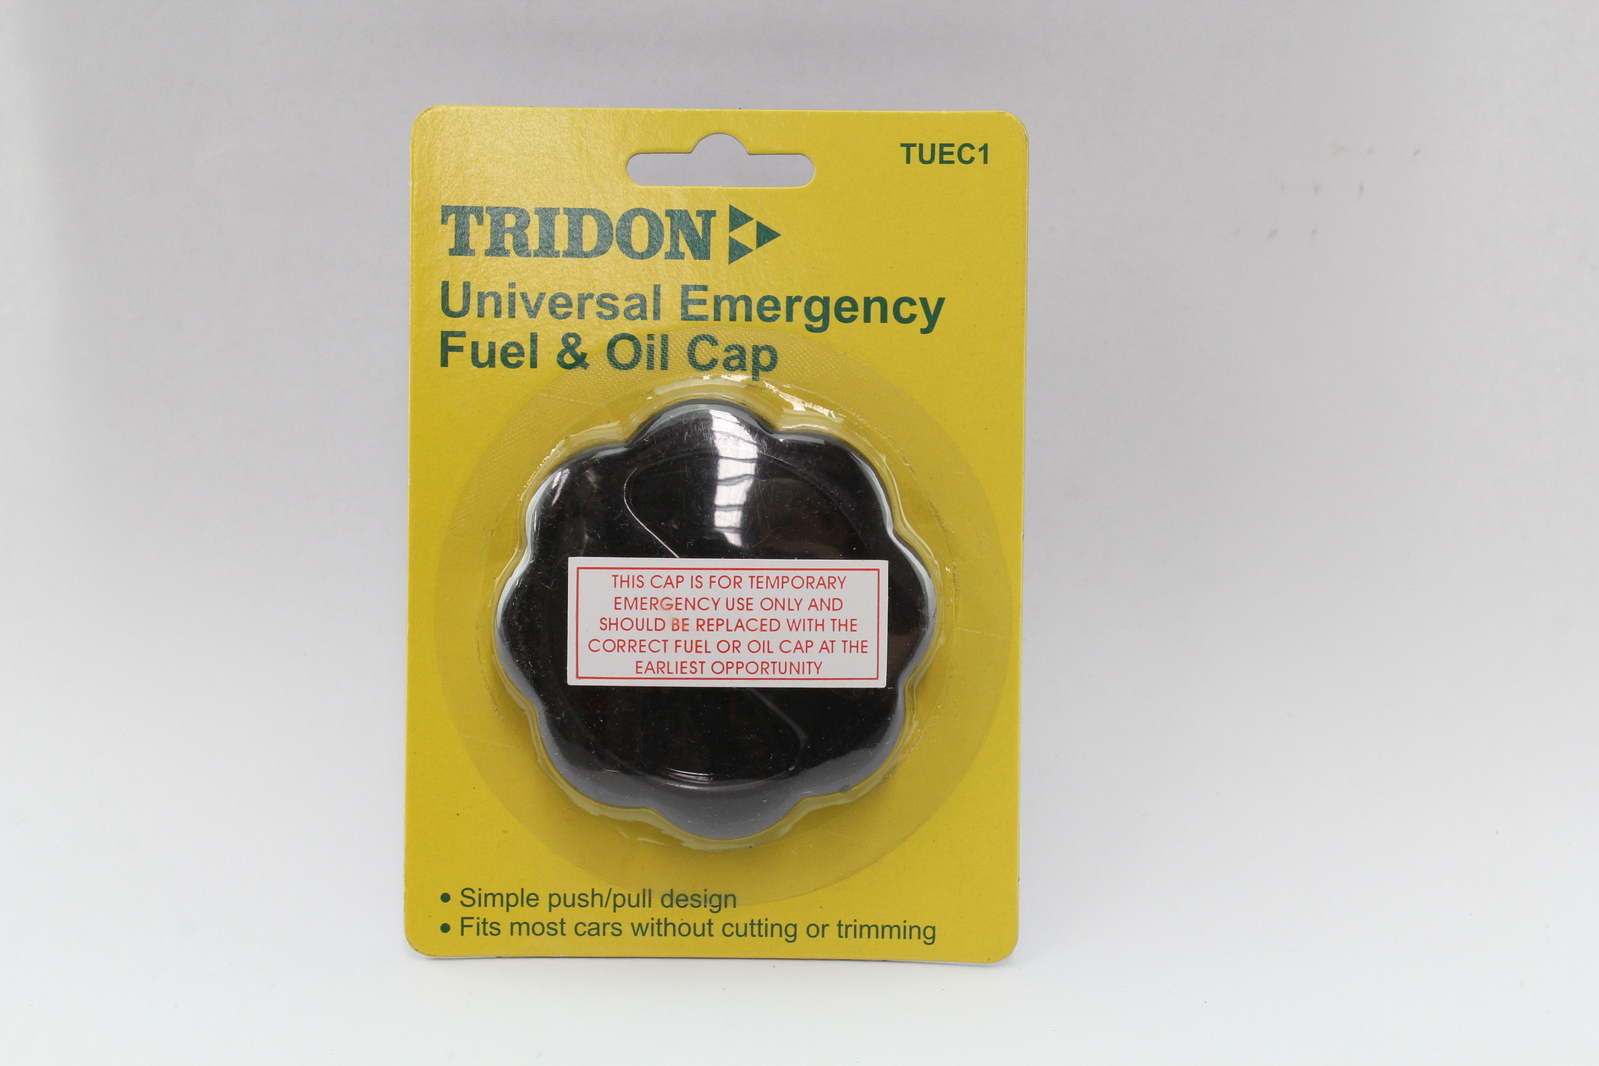 TUEC1
TRIDON
Universal Emergency
Fuel & Oil Cap
THIS CAP IS FOR TEMPORARY
EMERGENCY USE ONLY AND
SHOULD BE REPLACED WITH THE
CORRECT FUEL OR OIL CAP AT THE
EARLIEST OPPORTUNITY
• Simple push/pull design
• Fits most cars without cutting or trimming